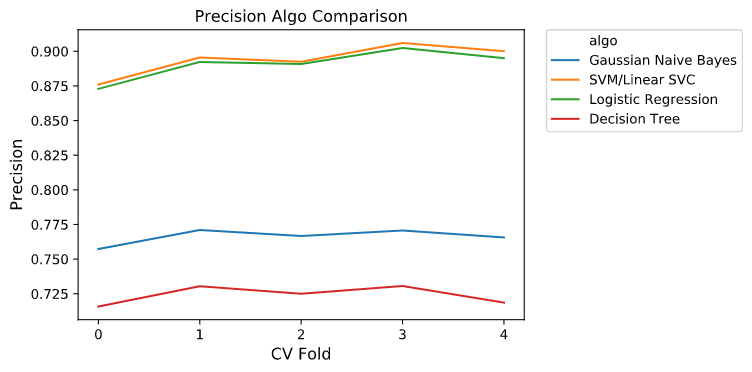 Precision Algo Comparison
Precision
0.900
0.875
0.850
0.825
0.800
0.775
0.750
0.725
0 1 2 3 4
CV Fold
algo
Gaussian Naive Bayes
SVM/Linear SVC
Logistic Regression
Decision Tree